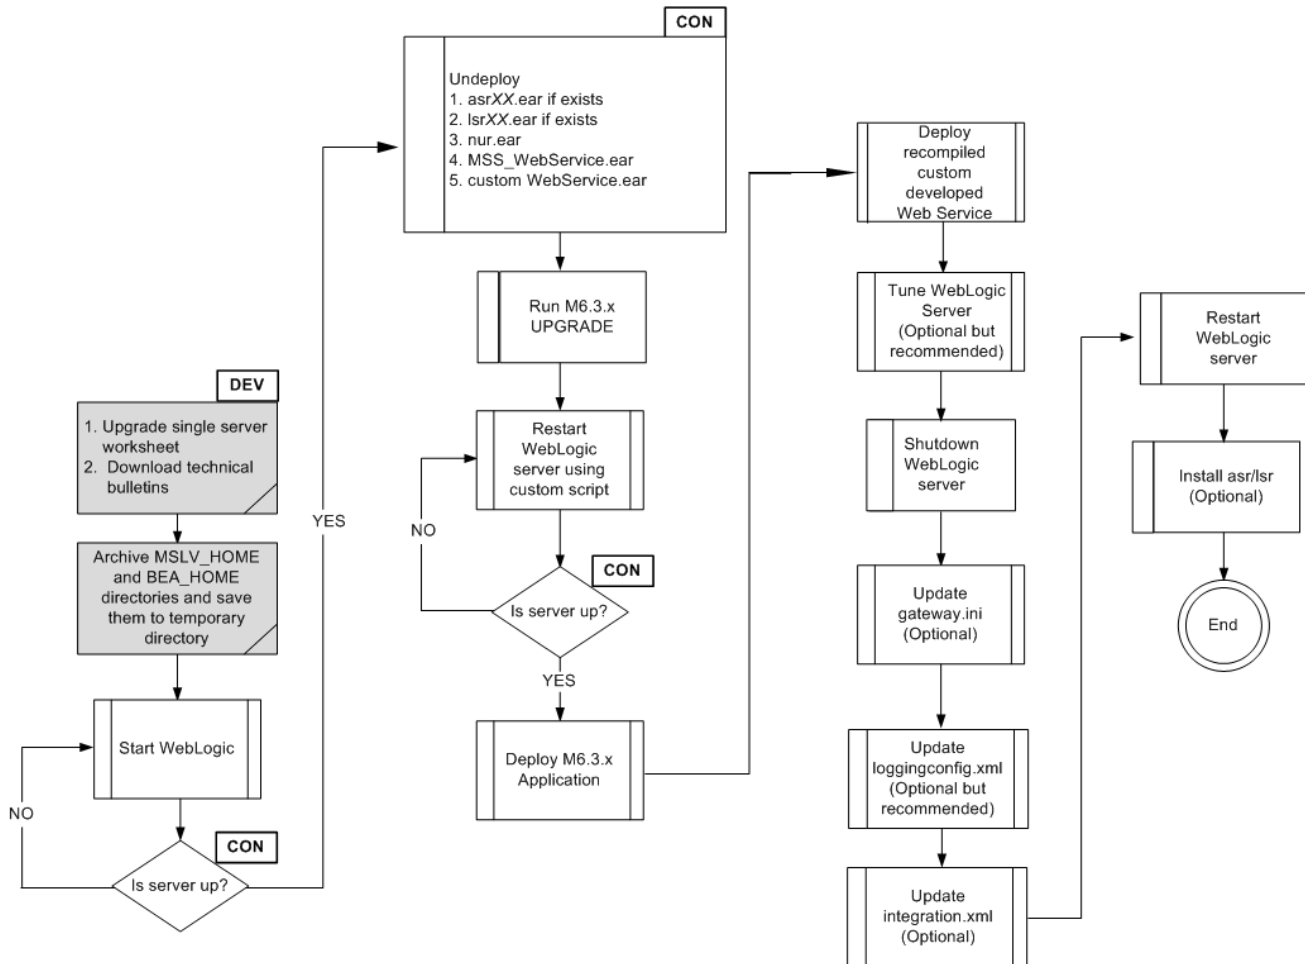 DEV
1. Upgrade single server
worksheet
2. Download technical
bulletins
Archive MSLV_HOME
and BEA_HOME
directories and save
them to temporary
directory
Start WebLogic
NO
CON
Is server up?
YES
CON
Undeploy
1. asrXX.ear if exists
2. lsrXX.ear if exists
3. nur.ear
4. MSS_WebService.ear
5. custom WebService.ear
Run M6.3.x
UPGRADE
Restart
WebLogic
server using
custom script
NO
CON
Is server up?
YES
Deploy M6.3.x
Application
Deploy
recompiled
custom
developed
Web Service
Tune WebLogic
Server
(Optional but
recommended)
Shutdown
WebLogic
server
Update
gateway.ini
(Optional)
Update
loggingconfig.xml
(Optional but
recommended)
Update
integration.xml
(Optional)
Restart
WebLogic
server
Install asr/lsr
(Optional)
End